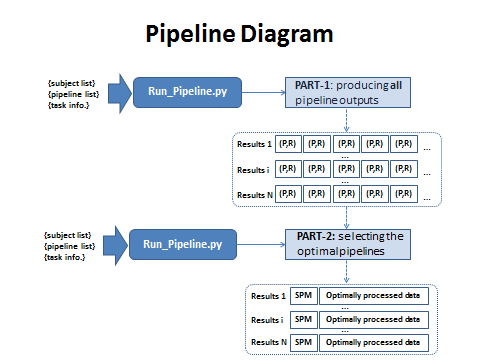 Pipeline Diagram
{subject list}
{pipeline list}
{task info.}
Run_Pipeline.py
PART-1: producing all
pipeline outputs
Results 1 (P,R) (P,R) (P,R) (P,R) (P,R) ...
...
Results i (P,R) (P,R) (P,R) (P,R) (P,R) ...
...
Results N (P,R) (P,R) (P,R) (P,R) (P,R) ...
{subject list}
{pipeline list}
{task info.}
Run_Pipeline.py
PART-2: selecting the
optimal pipelines
Results 1 SPM Optimally processed data
...
Results i SPM Optimally processed data
...
Results N SPM Optimally processed data